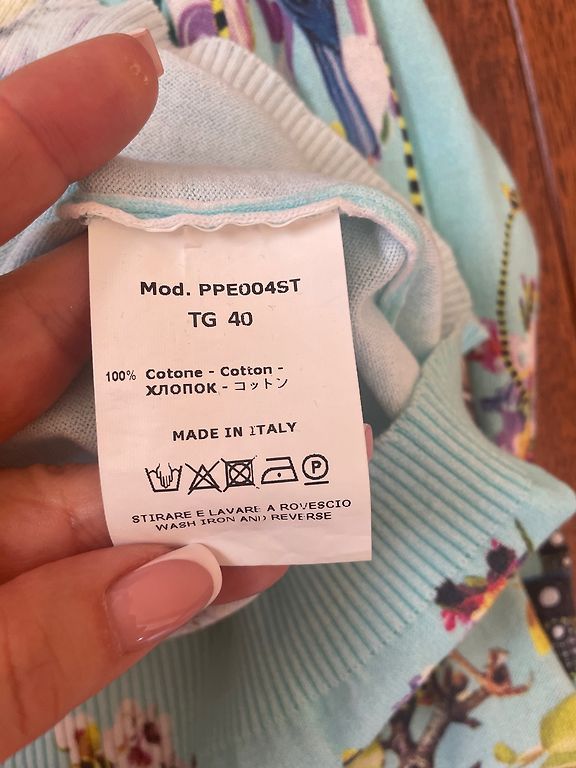 Mod. PPE004ST
TG 40
100% Cotone - Cotton -
ХЛОПОК - コットン
MADE IN ITALY
P
STIRARE E LAVARE A ROVESCIO
WASH IRON AND REVERSE